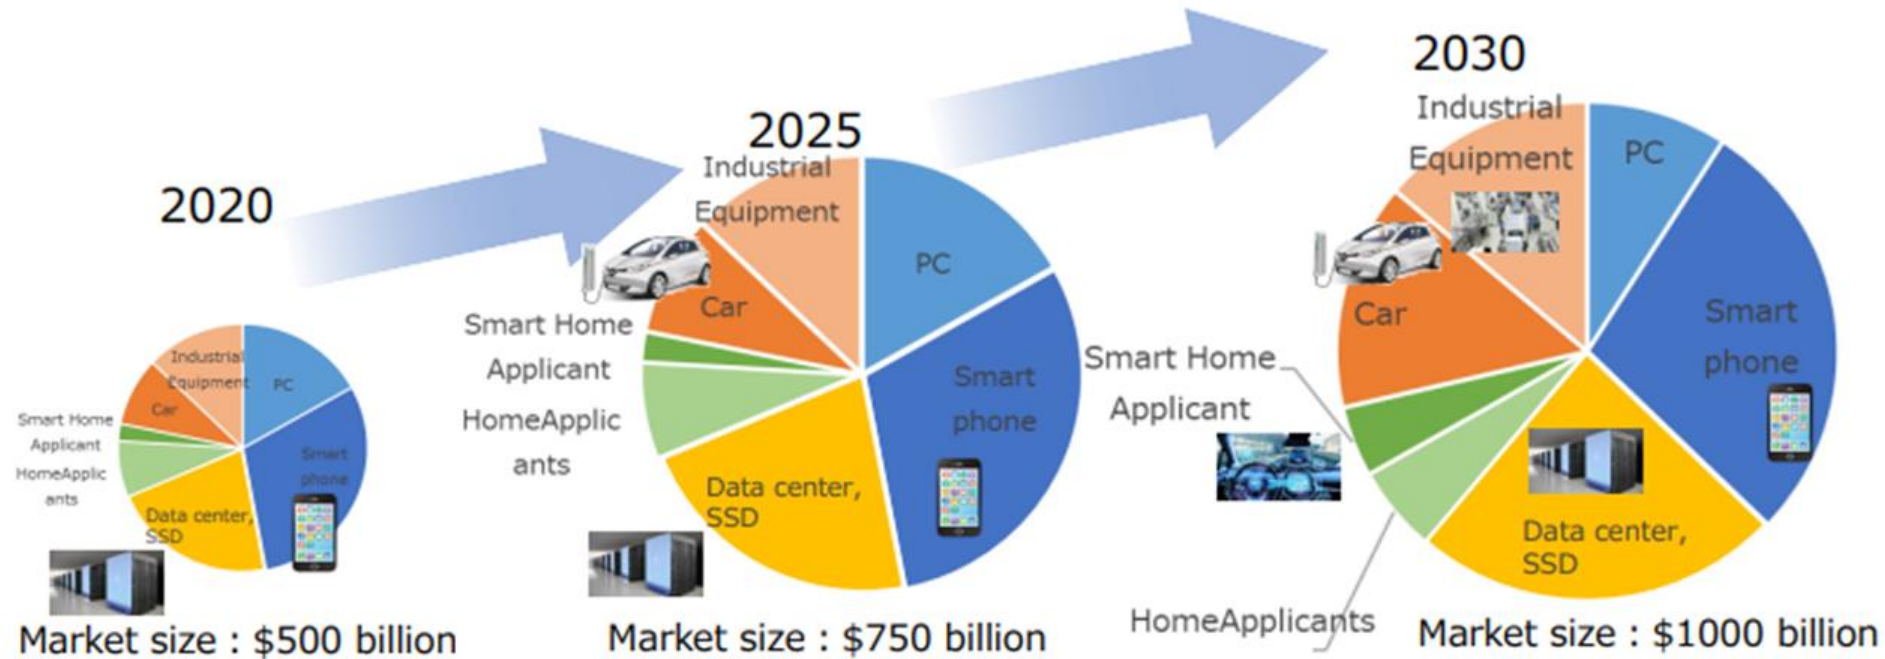 2020
Industrial
Equipment
PC
Car
Smart Home
Applicant
HomeApplic
ants
Smart
phone
Data center,
SSD
Market size : $500 billion
2025
Industrial
Equipment
PC
Car
Smart Home
Applicant
HomeApplic
ants
Smart
phone
Data center,
SSD
Market size : $750 billion
2030
Industrial
Equipment
PC
Car
Smart Home
Applicant
Smart
phone
Data center,
SSD
HomeApplicants
Market size : $1000 billion